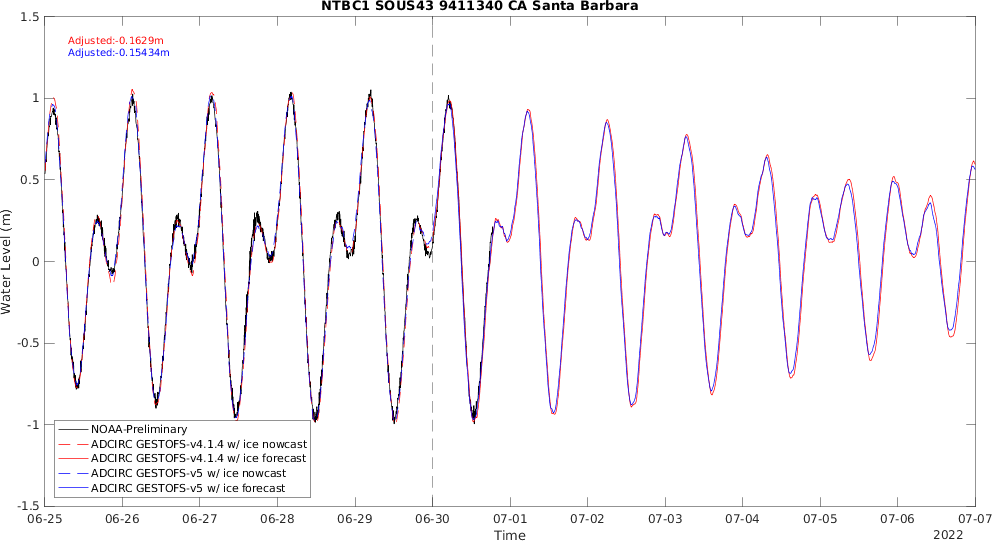 NTBC1 SOUS43 9411340 CA Santa Barbara
Adjusted:-0.1629m
Adjusted:-0.15434m
1.5
1
0.5
0
-0.5
-1
-1.5
Water Level (m)
NOAA-Preliminary
ADCIRC GESTOFS-v4.1.4 w/ ice nowcast
ADCIRC GESTOFS-v4.1.4 w/ ice forecast
ADCIRC GESTOFS-v5 w/ ice nowcast
ADCIRC GESTOFS-v5 w/ ice forecast
06-25 06-26 06-27 06-28 06-29 06-30 07-01 07-02 07-03 07-04 07-05 07-06 07-07
Time
2022